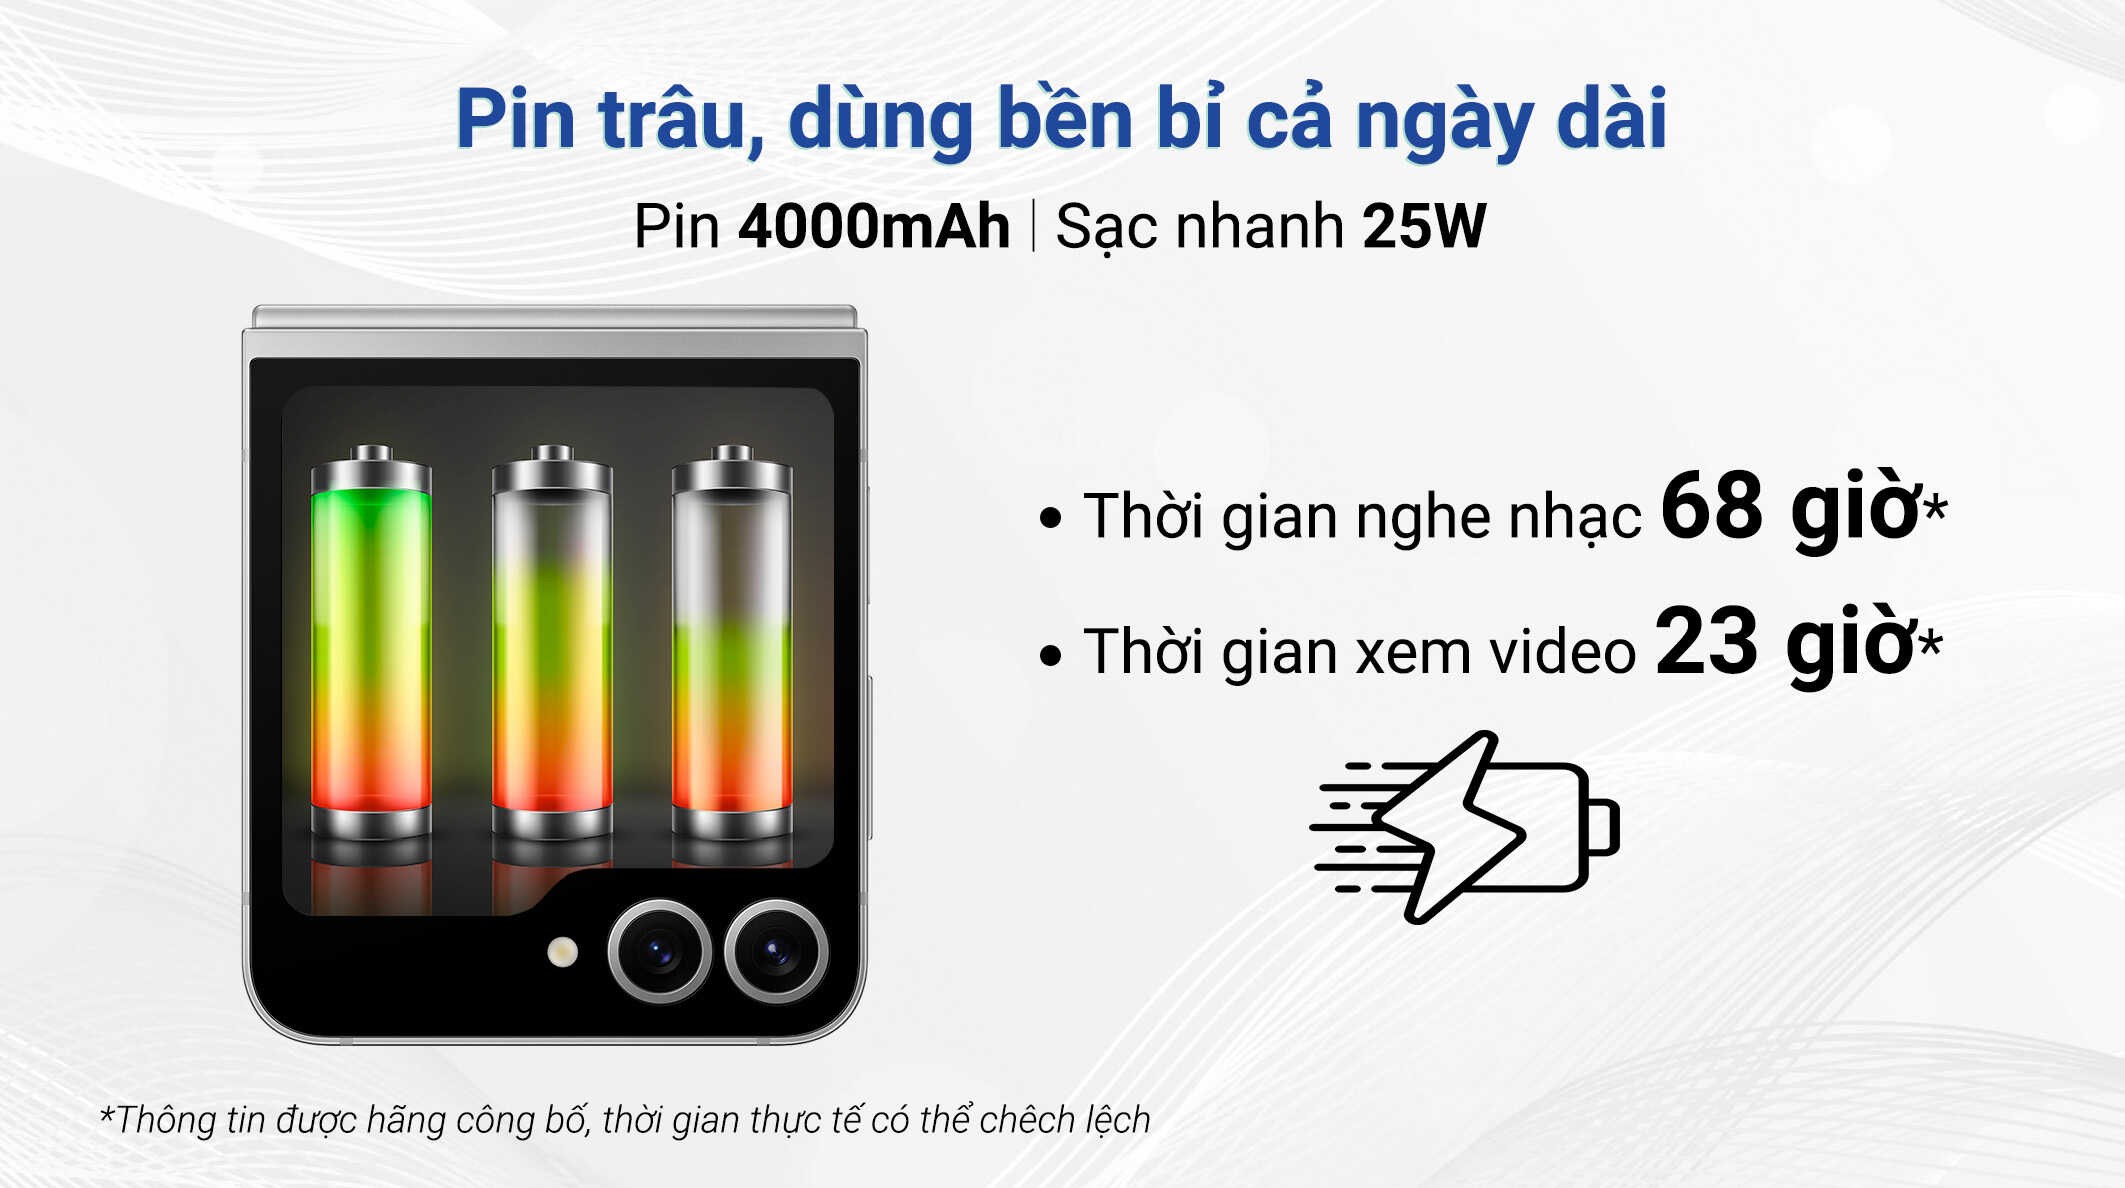 Pin trâu, dùng bền bỉ cả ngày dài
Pin 4000mAh | Sạc nhanh 25W
• Thời gian nghe nhạc 68 giờ*
• Thời gian xem video 23 giờ*
*Thông tin được hãng công bố, thời gian thực tế có thể chêch lệch